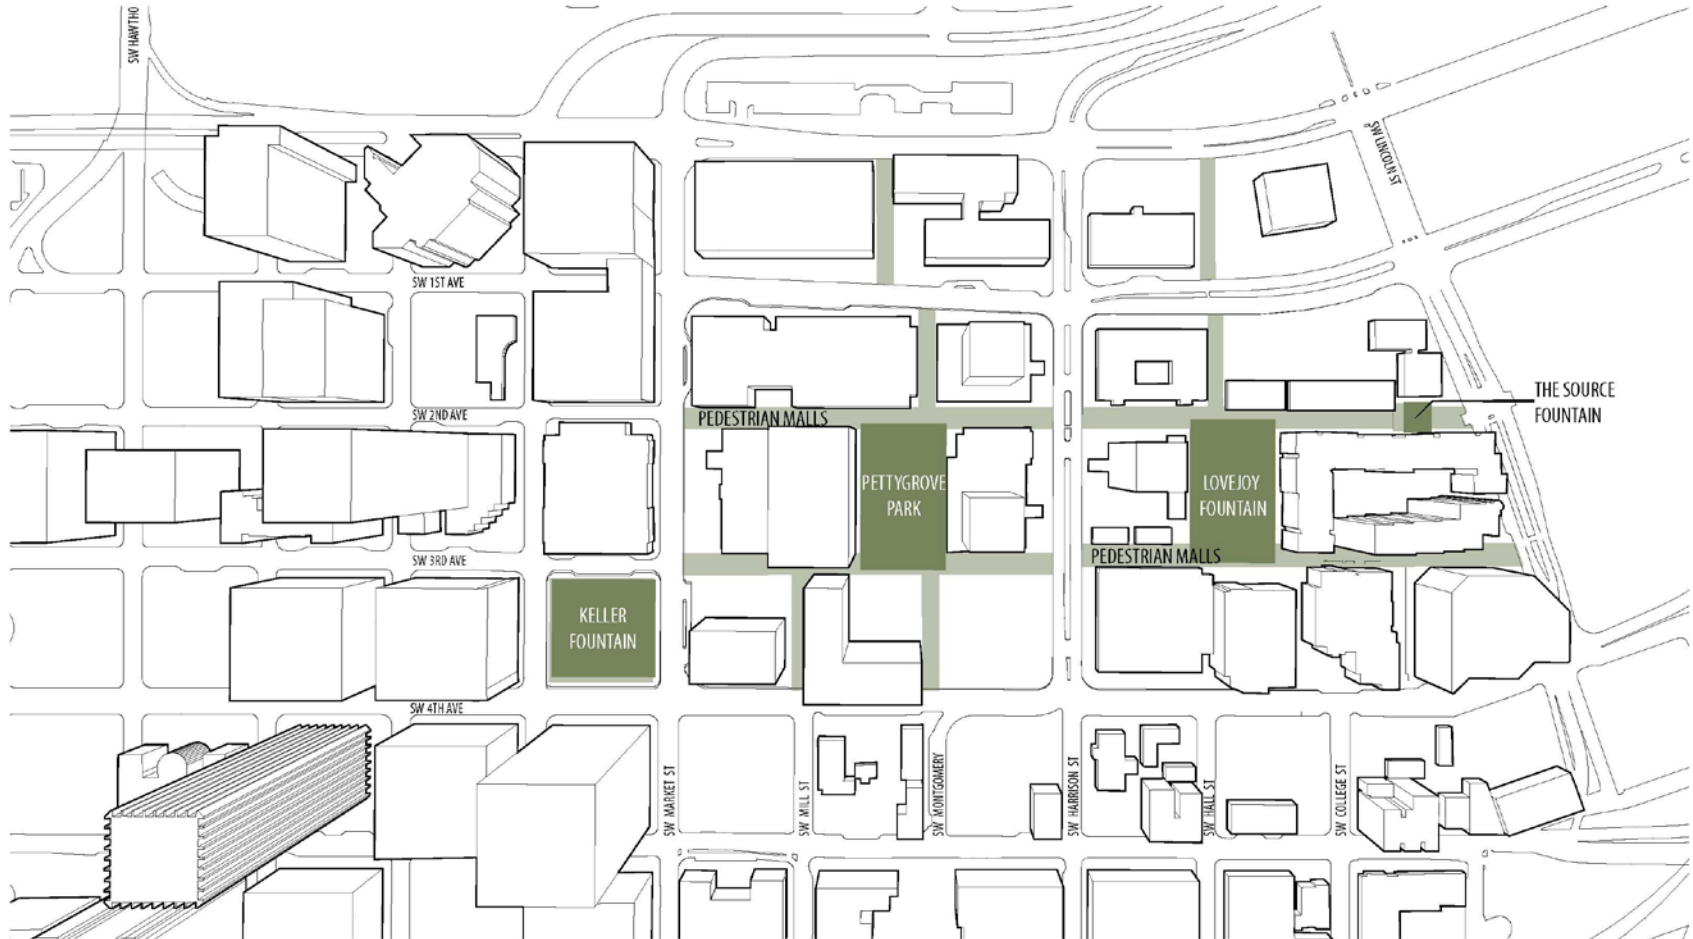 SW HAWTHO
SW LINCOLN ST
SW 1ST AVE
THE SOURCE
FOUNTAIN
SW 2ND AVE
PEDESTRIAN MALLS
PETTYGROVE
PARK
LOVEJOY
FOUNTAIN
SW 3RD AVE
PEDESTRIAN MALLS
KELLER
FOUNTAIN
SW 4TH AVE
SW MARKET ST
SW MILL ST
SW MONTGOMERY
SW HARRISON ST
SW HALL ST
SW COLLEGE ST